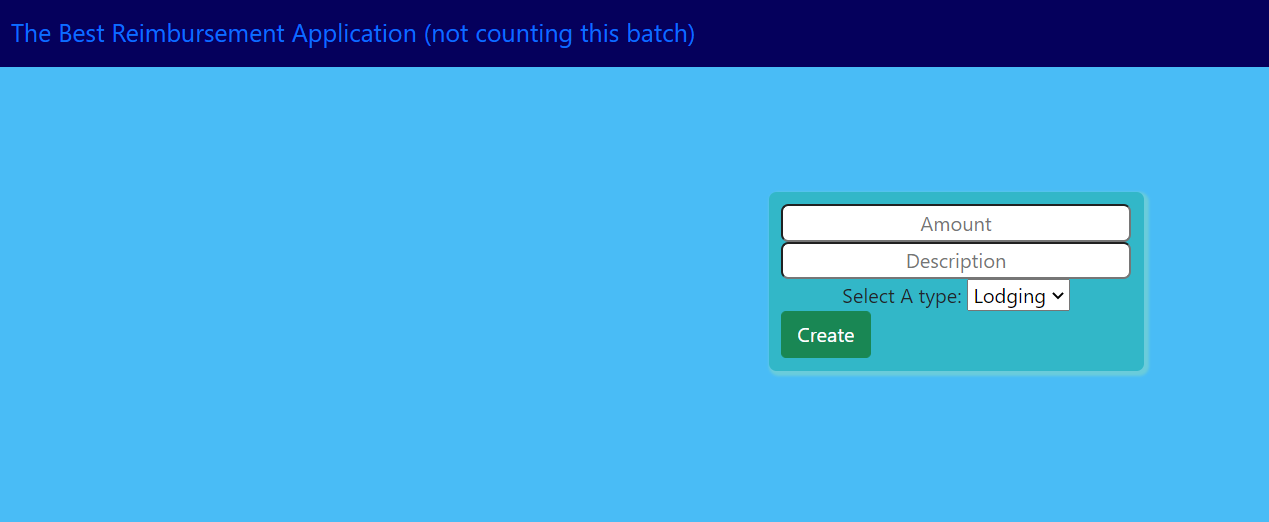 The Best Reimbursement Application (not counting this batch)
Amount
Description
Select A type: Lodging
Create